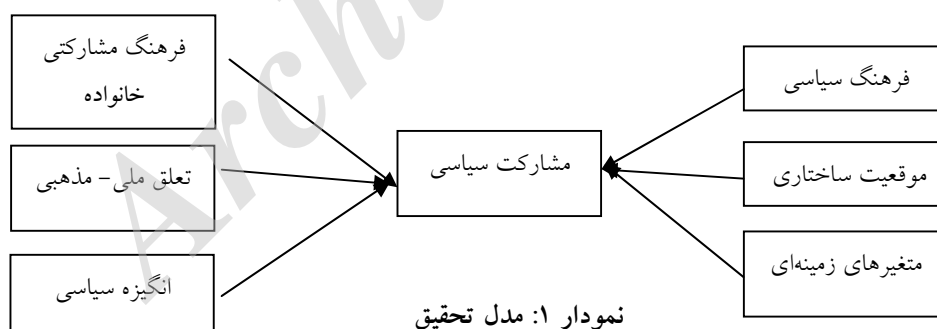 فرهنگ مشارکتی
خانواده
فرهنگ سیاسی
مشارکت سیاسی
تعلق ملی- مذهبی
موقعیت ساختاری
متغیرهای زمینه‌ای
انگیزه سیاسی
نمودار ۱: مدل تحقیق